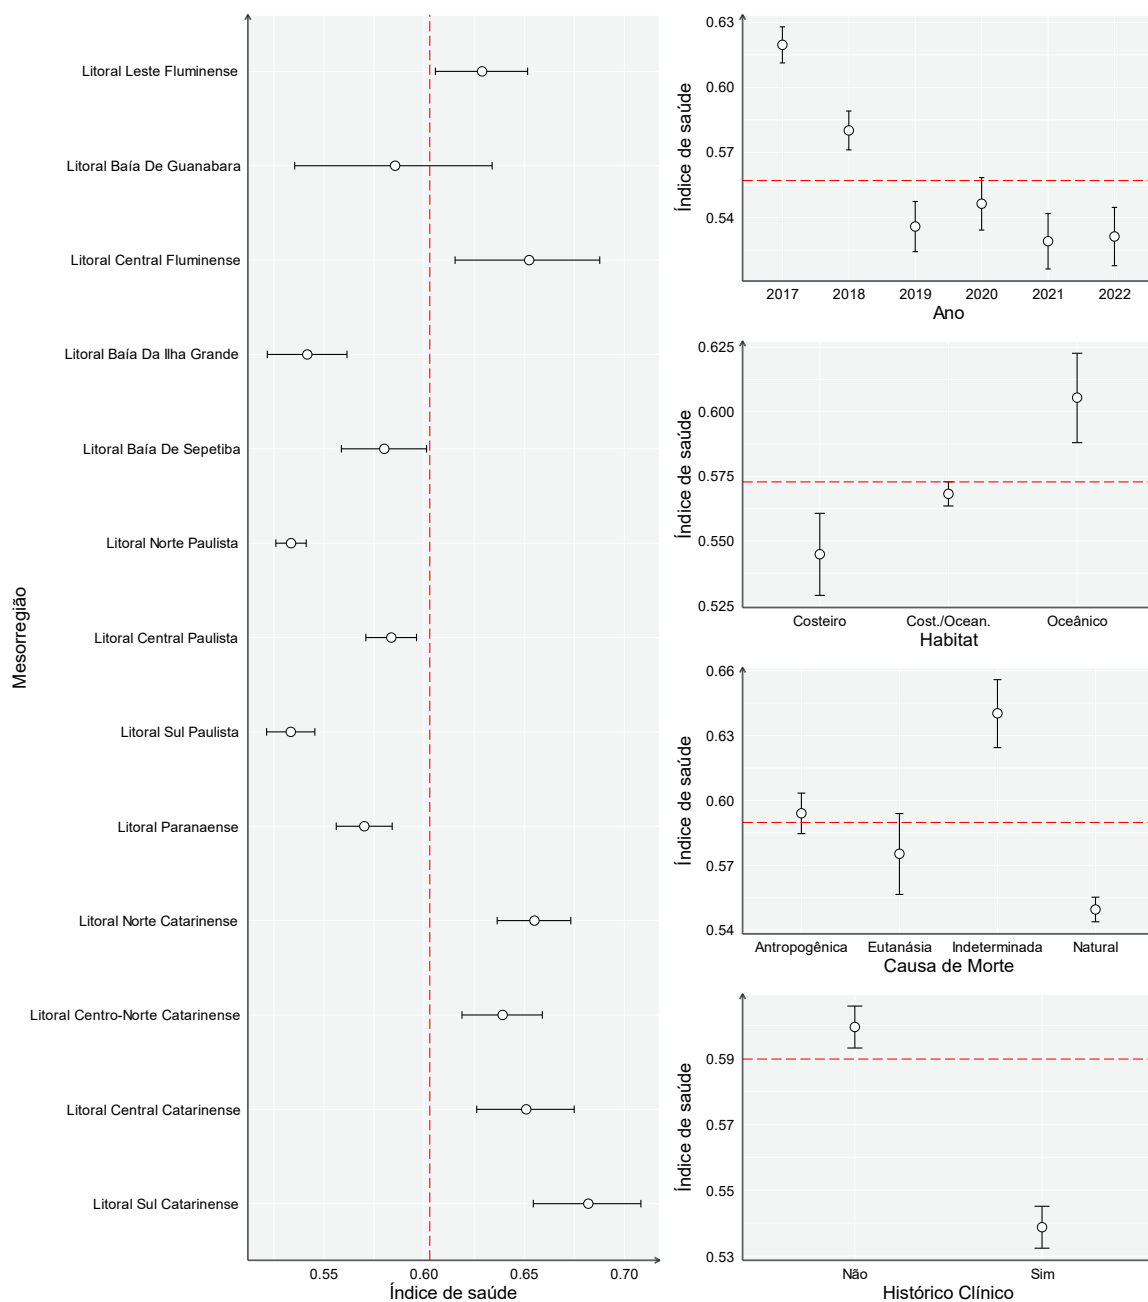 Mesorregião
Litoral Leste Fluminense
Litoral Baía De Guanabara
Litoral Central Fluminense
Litoral Baía Da Ilha Grande
Litoral Baía De Sepetiba
Litoral Norte Paulista
Litoral Central Paulista
Litoral Sul Paulista
Litoral Paranaense
Litoral Norte Catarinense
Litoral Centro-Norte Catarinense
Litoral Central Catarinense
Litoral Sul Catarinense
0.55 0.60 0.65 0.70
Índice de saúde
Índice de saúde
0.63
0.60
0.57
0.54
2017 2018 2019 2020 2021 2022
Ano
Índice de saúde
0.625
0.600
0.575
0.550
0.525
Costeiro Cost./Ocean. Oceânico
Habitat
Índice de saúde
0.66
0.63
0.60
0.57
0.54
Antropogênica Eutanásia Indeterminada Natural
Causa de Morte
Índice de saúde
0.59
0.57
0.55
0.53
Não Sim
Histórico Clínico